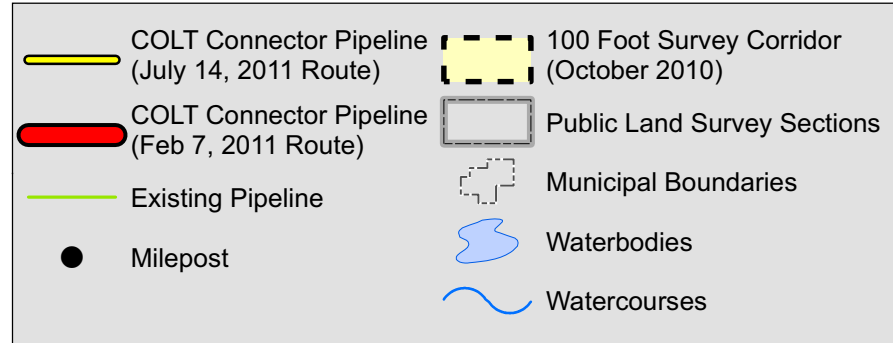 COLT Connector Pipeline
(July 14, 2011 Route)
COLT Connector Pipeline
(Feb 7, 2011 Route)
Existing Pipeline
Milepost
100 Foot Survey Corridor
(October 2010)
Public Land Survey Sections
Municipal Boundaries
Waterbodies
Watercourses